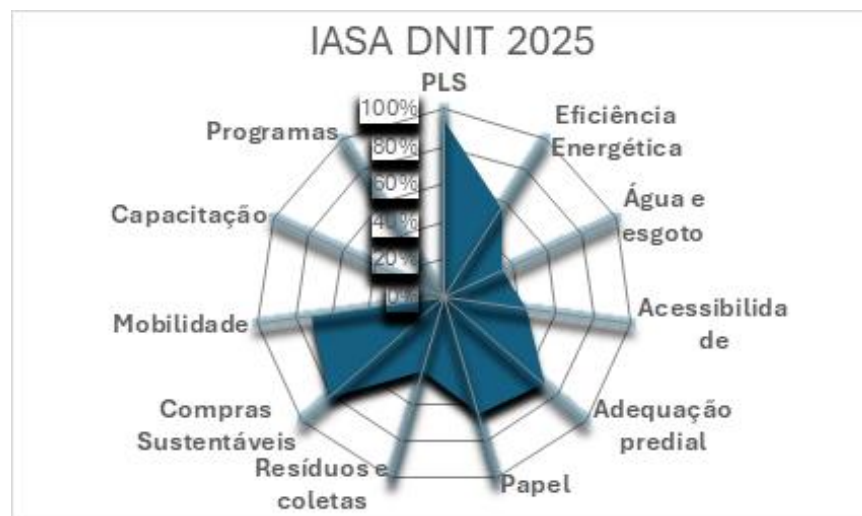 IASA DNIT 2025
PLS
Eficiência
Energética
Água e
esgoto
Acessibilida
de
Adequação
predial
Papel
Resíduos e
coletas
Compras
Sustentáveis
Mobilidade
Capacitação
Programas
100%
80%
60%
40%
20%
0%